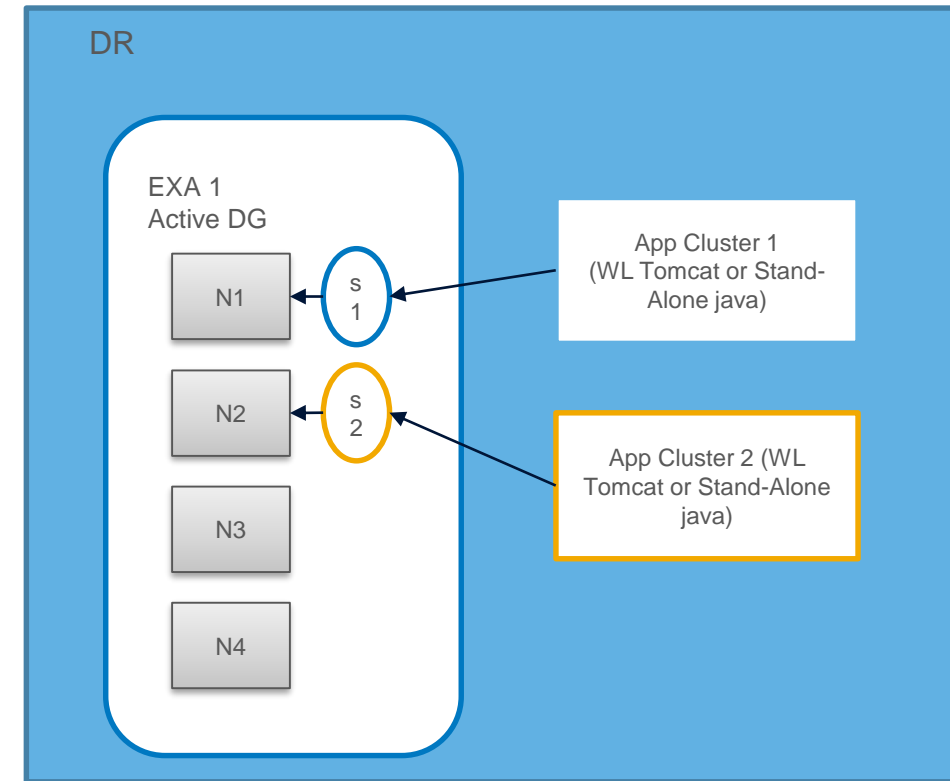 DR
EXA 1
Active DG
N1
s
1
App Cluster 1
(WL Tomcat or Stand-
Alone java)
N2
s
2
App Cluster 2 (WL
Tomcat or Stand-Alone
java)
N3
N4